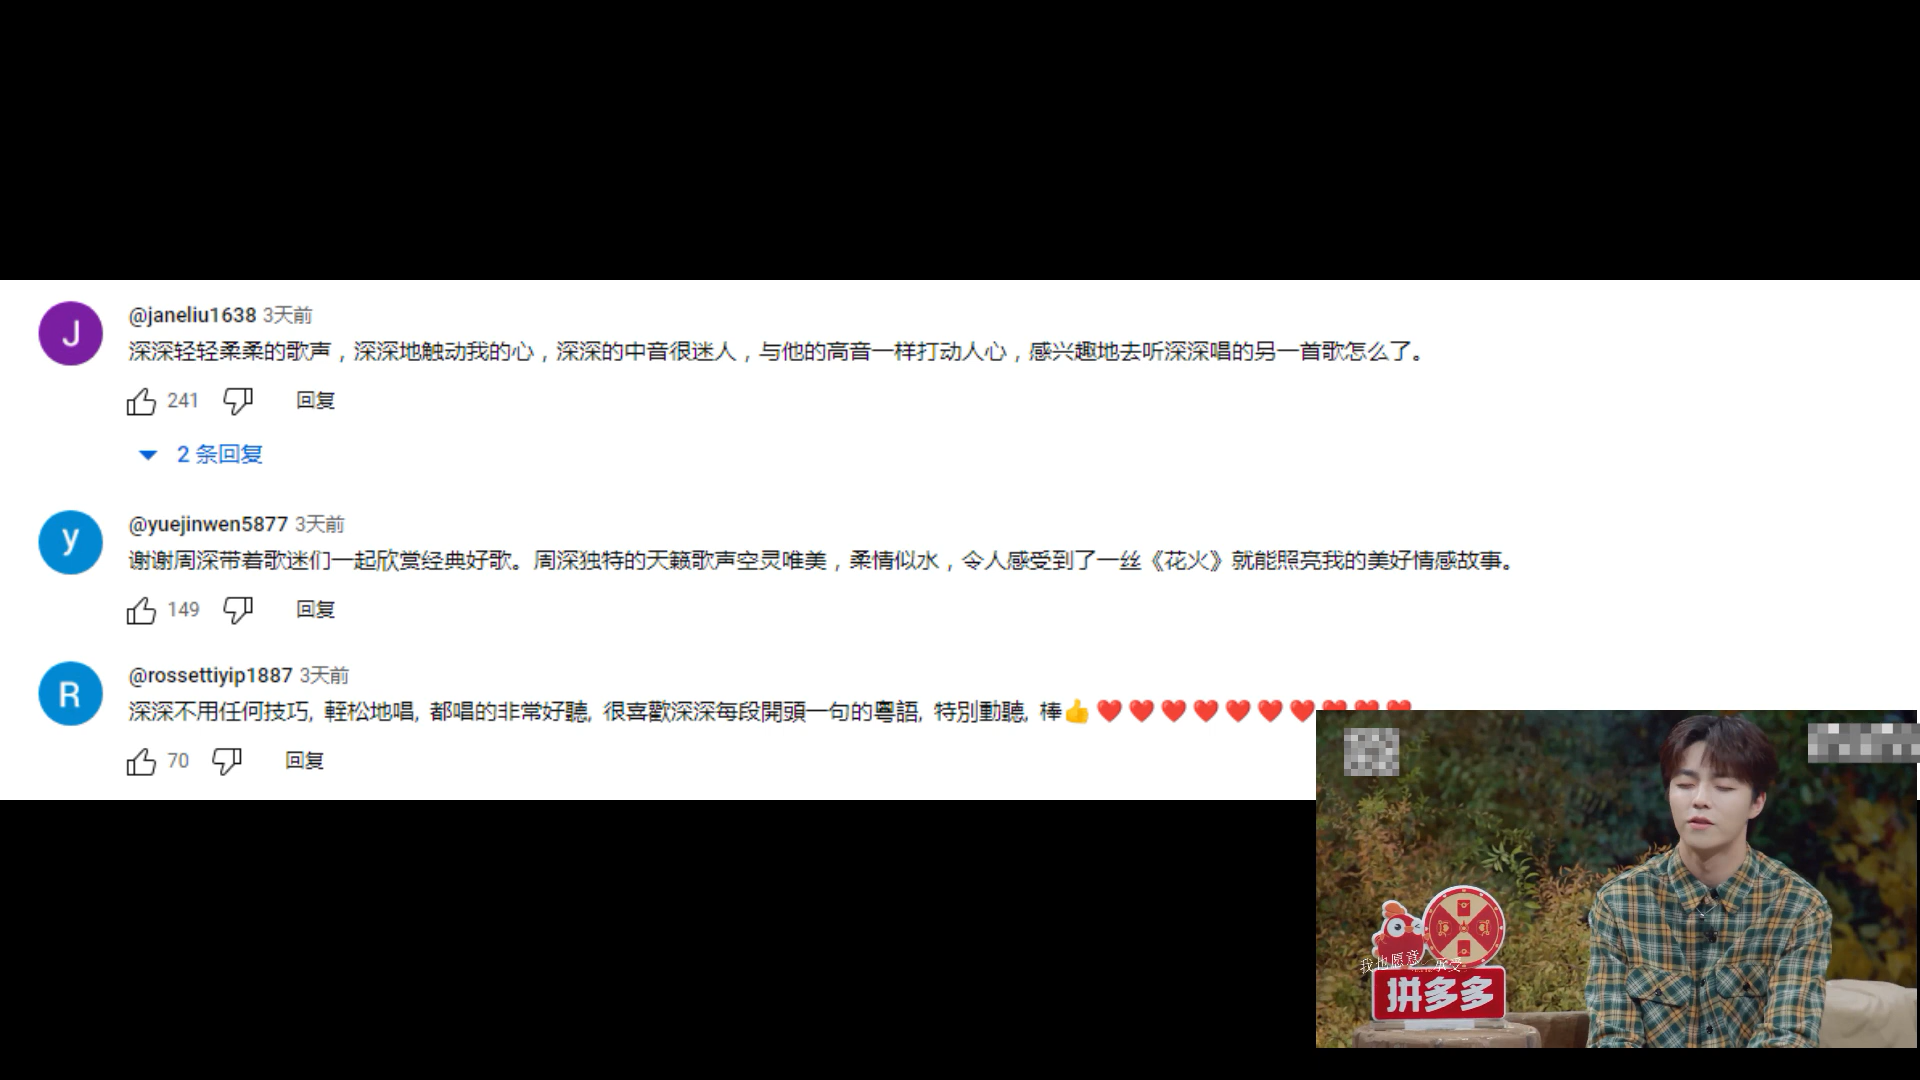 J
@janeliu1638 3天前
深深轻轻柔柔的歌声，深深地触动我的心，深深的中音很迷人，与他的高音一样打动人心，感兴趣地去听深深唱的另一首歌怎么了。
241 回复
2 条回复
y
@yuejinwen5877 3天前
谢谢周深带着歌迷们一起欣赏经典好歌。周深独特的天籁歌声空灵唯美，柔情似水，令人感受到了一丝《花火》就能照亮我的美好情感故事。
149 回复
R
@rossettiyip1887 3天前
深深不用任何技巧, 輊松地唱, 都唱的非常好聽, 很喜歡深深每段開頭一句的粵語, 特別動聽, 棒👍❤️❤️❤️❤️❤️❤️❤️❤️❤️❤️
70 回复
我也愿意 承受
拼多多